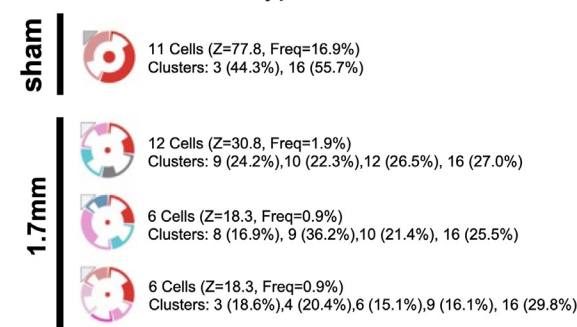 sham
11 Cells (Z=77.8, Freq=16.9%)
Clusters: 3 (44.3%), 16 (55.7%)
1.7mm
12 Cells (Z=30.8, Freq=1.9%)
Clusters: 9 (24.2%),10 (22.3%),12 (26.5%), 16 (27.0%)
6 Cells (Z=18.3, Freq=0.9%)
Clusters: 8 (16.9%), 9 (36.2%),10 (21.4%), 16 (25.5%)
6 Cells (Z=18.3, Freq=0.9%)
Clusters: 3 (18.6%),4 (20.4%),6 (15.1%),9 (16.1%), 16 (29.8%)